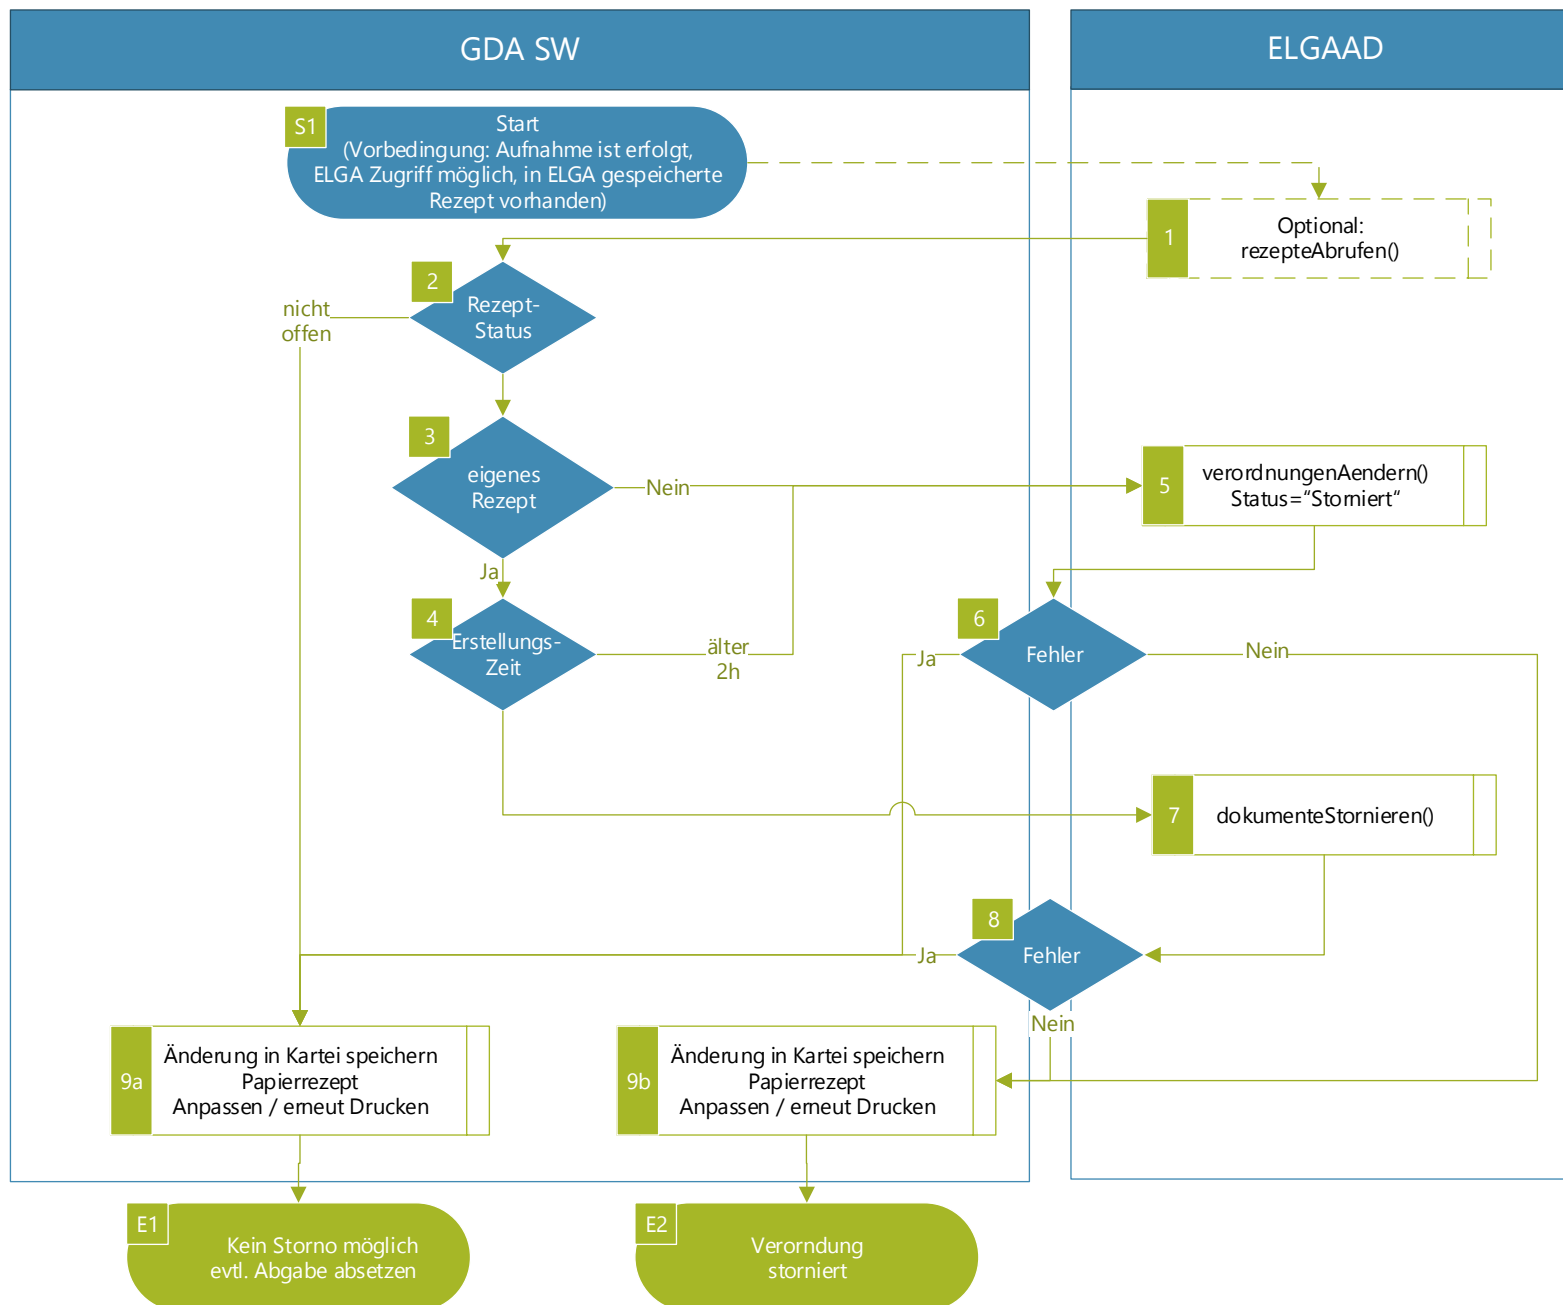 GDA SW
ELGAAD
S1
Start
(Vorbedingung: Aufnahme ist erfolgt,
ELGA Zugriff möglich, in ELGA gespeicherte
Rezept vorhanden)
1
Optional:
rezepteAbrufen()
2
Rezept-
Status
nicht
offen
3
eigenes
Rezept
Nein
5
verordnungenAendern()
Status=“Storniert“
Ja
4
Erstellungs-
Zeit
älter
2h
6
Fehler
Ja
Nein
7
dokumenteStornieren()
8
Fehler
Ja
Nein
9a
Änderung in Kartei speichern
Papierrezept
Anpassen / erneut Drucken
9b
Änderung in Kartei speichern
Papierrezept
Anpassen / erneut Drucken
E1
Kein Storno möglich
evtl. Abgabe absetzen
E2
Verorndung
storniert